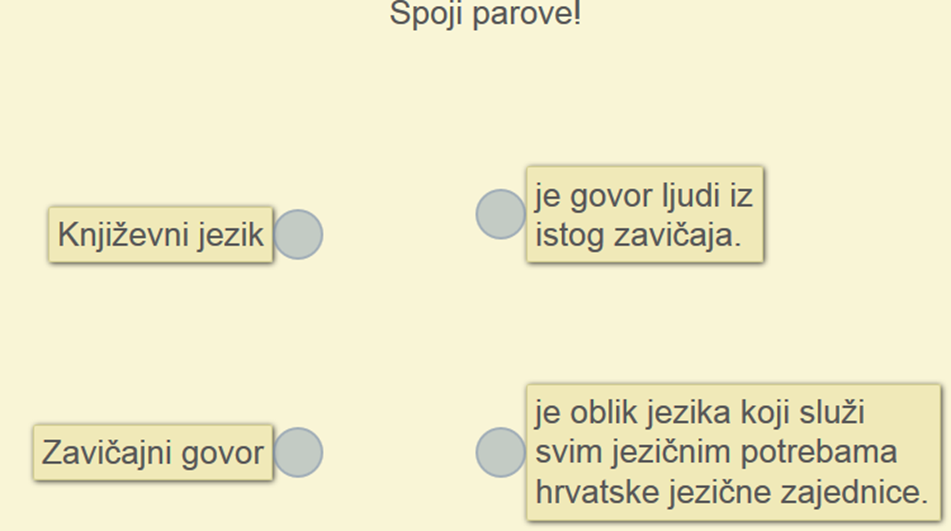 Spoji parove!
Književni jezik
je govor ljudi iz
istog zavičaja.
Zavičajni govor
je oblik jezika koji služi
svim jezičnim potrebama
hrvatske jezične zajednice.